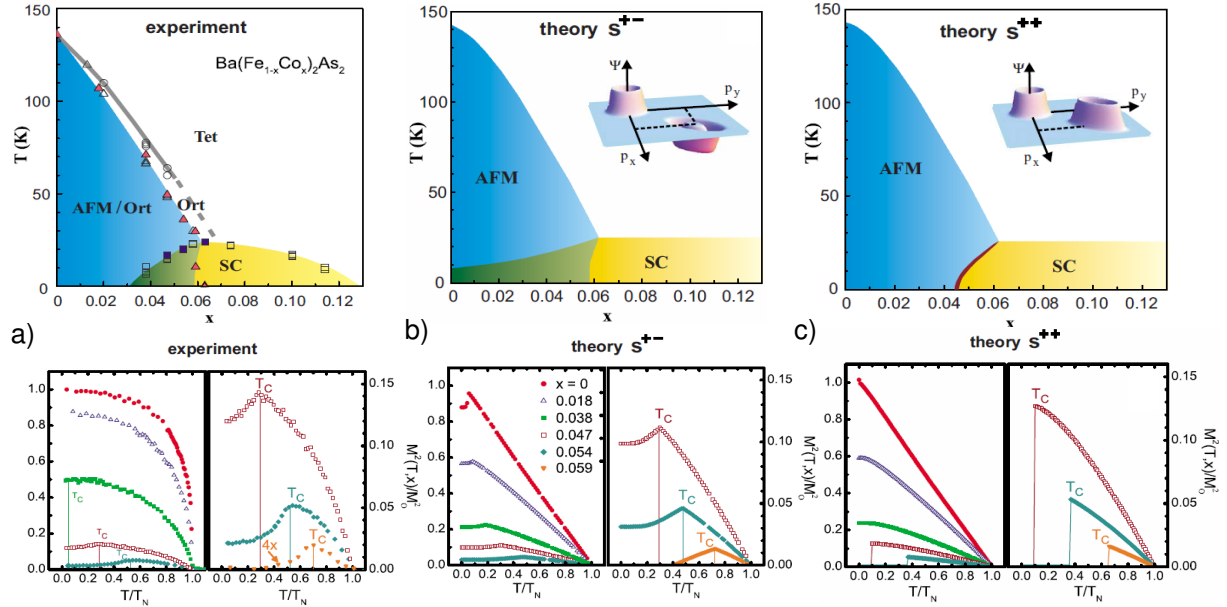 experiment
Ba(Fe1-xCox)2As2
Tet
AFM / Ort
Ort
SC
T (K)
150
100
50
0
0
0.02
0.04
0.06
0.08
0.10
0.12
x
theory s+−
Ψ
py
px
AFM
SC
T (K)
150
100
50
0
0
0.02
0.04
0.06
0.08
0.10
0.12
x
theory s++
Ψ
py
px
AFM
SC
T (K)
150
100
50
0
0
0.02
0.04
0.06
0.08
0.10
0.12
x
a)
experiment
1.0
0.8
0.6
0.4
0.2
0.0
TC
TC
TC
0.0 0.2 0.4 0.6 0.8 1.0
T/TN
TC
TC
TC
4x
0.0 0.2 0.4 0.6 0.8 1.0
T/TN
0.15
0.10
0.05
0.00
M2(T,x)/M2O
b)
theory s+−
1.0
0.8
0.6
0.4
0.2
0.0
x = 0
0.018
0.038
0.047
0.054
0.059
0.0 0.2 0.4 0.6 0.8 1.0
T/TN
TC
TC
TC
0.0 0.2 0.4 0.6 0.8 1.0
T/TN
0.15
0.10
0.05
0.00
M2(T,x)/M2O
c)
theory s++
1.0
0.8
0.6
0.4
0.2
0.0
0.0 0.2 0.4 0.6 0.8 1.0
T/TN
TC
TC
TC
0.0 0.2 0.4 0.6 0.8 1.0
T/TN
0.15
0.10
0.05
0.00
M2(T,x)/M2O